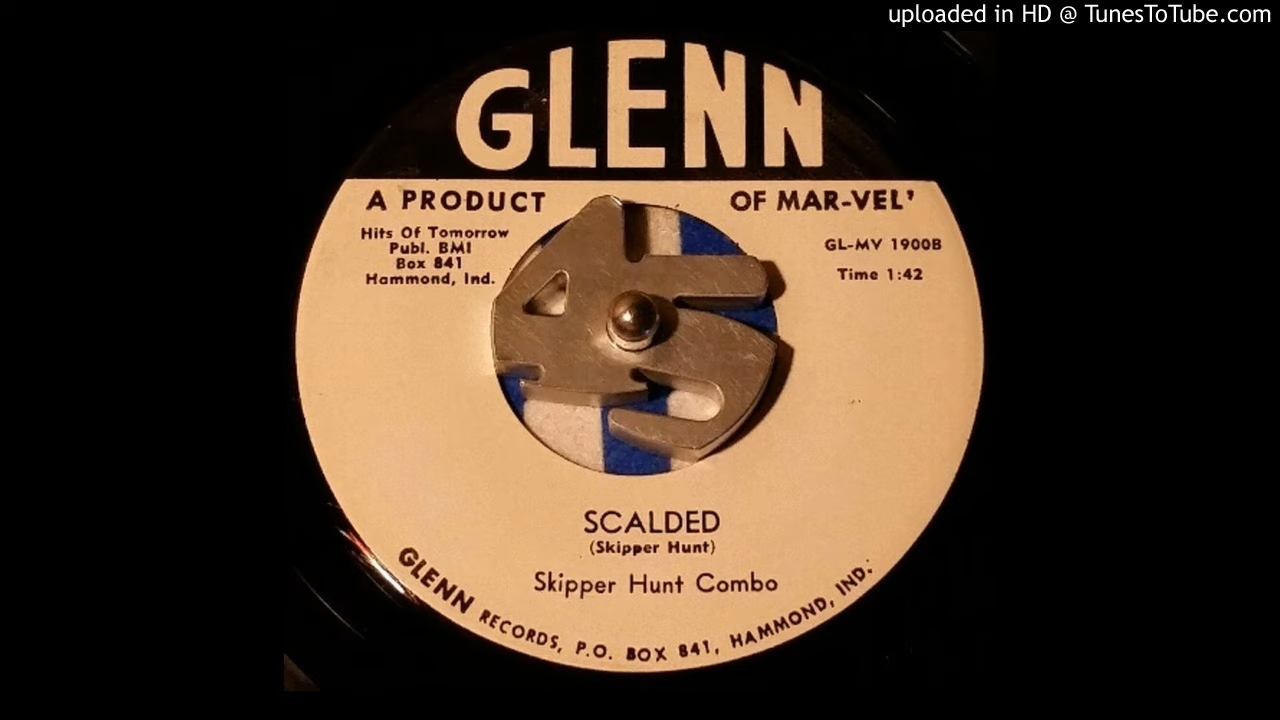 uploaded in HD @ TunesToTube.com
GLENN
A PRODUCT OF MAR-VEL'
Hits Of Tomorrow
Publ. BMI
Box 841
Hammond, Ind.
GL-MV 1900B
Time 1:42
45
SCALDED
(Skipper Hunt)
Skipper Hunt Combo
GLENN RECORDS, P.O. BOX 841, HAMMOND, IND.